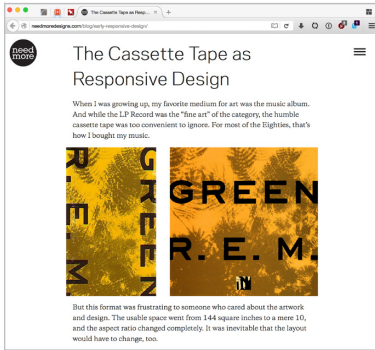 The Cassette Tape as Resp...
needmoredesigns.com/blog/early-responsive-design/
need
more
The Cassette Tape as
Responsive Design
When I was growing up, my favorite medium for art was the music album.
And while the LP Record was the “fine art” of the category, the humble
cassette tape was too convenient to ignore. For most of the Eighties, that’s
how I bought my music.
R. E. M.
GREEN
GREEN
R. E. M.
But this format was frustrating to someone who cared about the artwork
and design. The usable space went from 144 square inches to a mere 10,
and the aspect ratio changed completely. It was inevitable that the layout
would have to change, too.